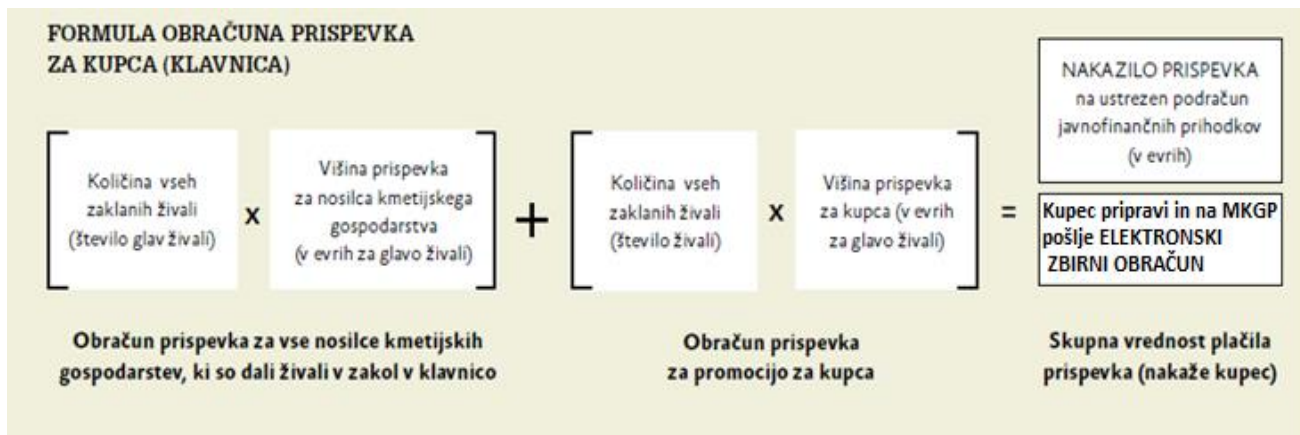 FORMULA OBRAČUNA PRISPEVKA
ZA KUPCA (KLAVNICA)
Količina vseh
zaklanih živali
(število glav živali)
x
Višina prispevka
za nosilca kmetijskega
gospodarstva
(v evrih za glavo živali)
+
Količina vseh
zaklanih živali
(število živali)
x
Višina prispevka
za kupca (v evrih
za glavo živali)
=
NAKAZILO PRISPEVKA
na ustrezen podračun
javnofinančnih prihodkov
(v evrih)
Kupec pripravi in na MKGP
pošlje ELEKTRONSKI
ZBIRNI OBRAČUN
Obračun prispevka za vse nosilce kmetijskih
gospodarstev, ki so dali živali v zakol v klavnico
Obračun prispevka
za promocijo za kupca
Skupna vrednost plačila
prispevka (nakaže kupec)